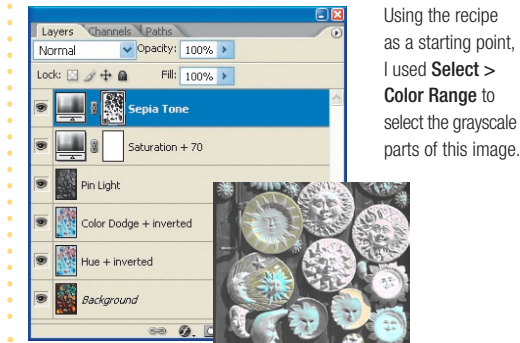 Layers Channels Paths
Normal Opacity: 100%
Lock: Fill: 100%
Sepia Tone
Saturation + 70
Pin Light
Color Dodge + inverted
Hue + inverted
Background
Using the recipe
as a starting point,
I used Select >
Color Range to
select the grayscale
parts of this image.